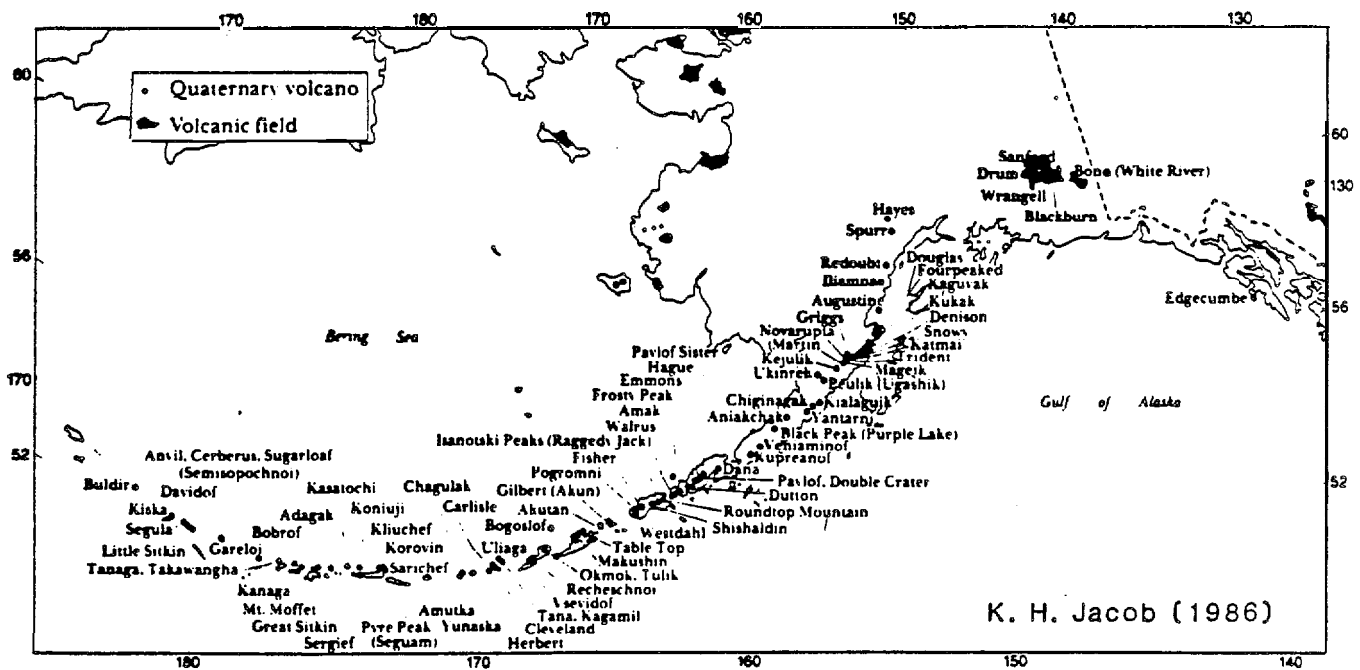 170 180 170 160 150 140 130
60
Quaternary volcano
Volcanic field
60
130
Sanford
Drum
Bona (White River)
Wrangell
Blackburn
Hayes
Spurr
56
Redoubt
Douglas
Fourpeaked
Iliamna
Kaguyak
Edgecumbe
56
Augustine
Kukak
Griggs
Denison
Bering Sea
Novarupta
Snowy
Martin
Katmai
Pavlof Sister
Trident
Kejulik
Mageik
Hague
Ukinrek
Peulik (Ugashik)
Emmons
170
Frosty Peak
Chiginagak
Kialagvik
Gulf of Alaska
Amak
Aniakchak
Yantarni
Walrus
Black Peak (Purple Lake)
Isanotski Peaks (Raggedy Jack)
Veniaminof
52
Anvil, Cerberus, Sugarloaf
(Semisopochnoi)
Fisher
Kupreanof
Dana
Pogromni
Pavlof, Double Crater
52
Buldir
Davidof
Kasatochi
Chagulak
Gilbert (Akun)
Dutton
Kiska
Adagak
Koniuji
Carlisle
Akutan
Roundtop Mountain
Segula
Bobrof
Kliuchef
Bogoslof
Westdahl
Shishaldin
Little Sitkin
Gareloi
Korovin
Uliaga
Table Top
Tanaga, Takawangha
Sarichef
Makushin
Okmok, Tulik
Kanaga
Recheschnoi
Mt. Moffet
Amutka
Vsevidof
Tana, Kagamil
Great Sitkin
Pyre Peak
Yunaska
Cleveland
Sergief
(Seguam)
Herbert
K. H. Jacob (1986)
180 170 160 150 140